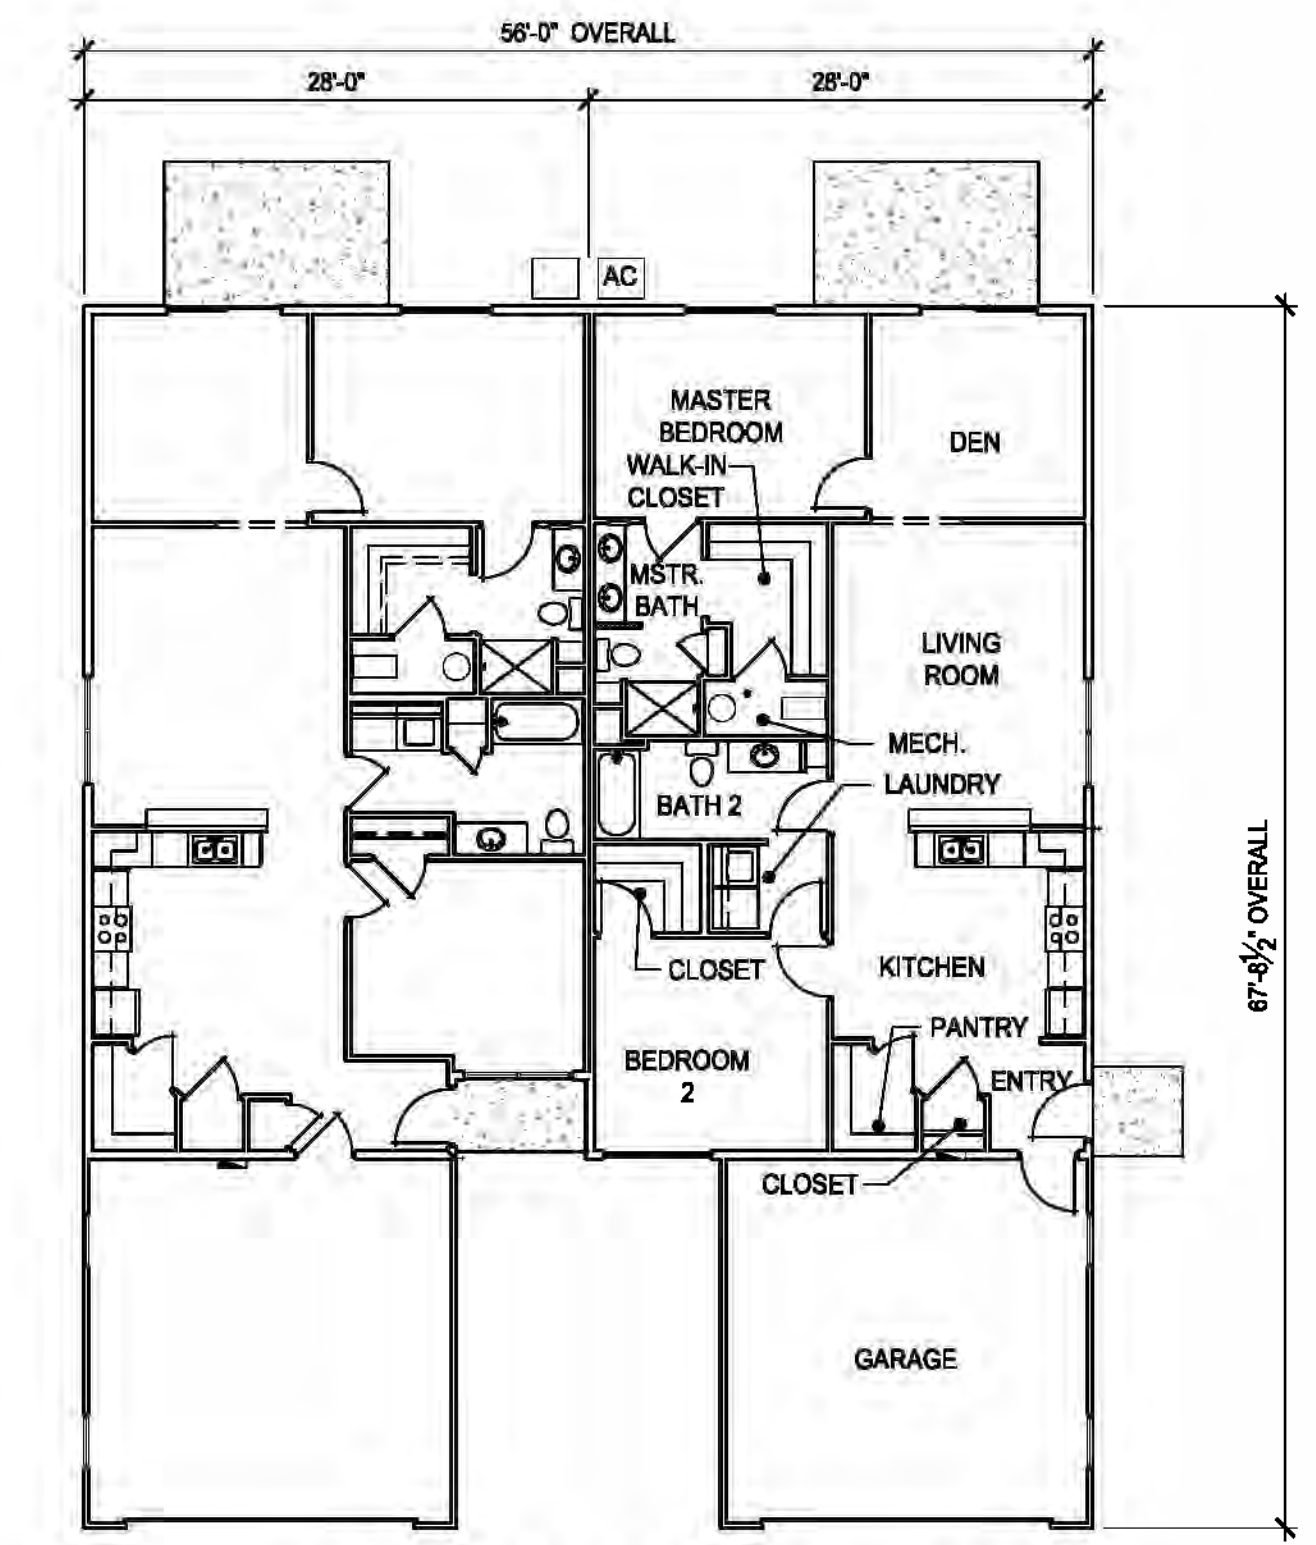 56'-0" OVERALL
28'-0"
28'-0"
AC
MASTER
BEDROOM
WALK-IN
CLOSET
DEN
MSTR.
BATH
LIVING
ROOM
MECH.
LAUNDRY
BATH 2
67'-8½" OVERALL
CLOSET
KITCHEN
PANTRY
BEDROOM
2
ENTRY
CLOSET
GARAGE